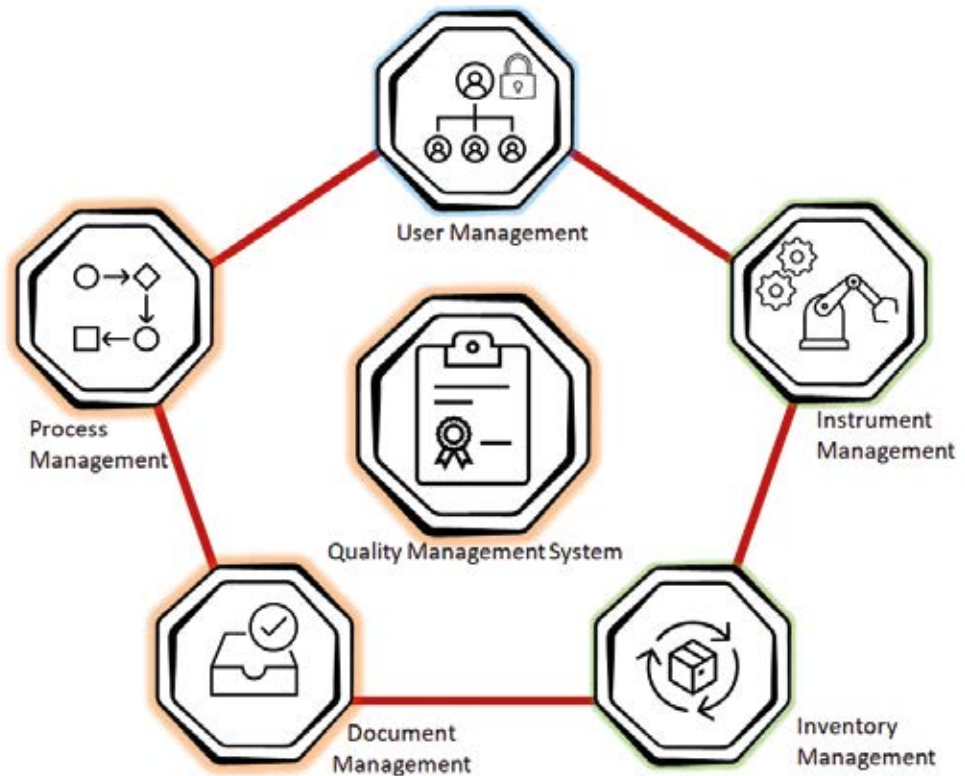 User Management
Process
Management
Instrument
Management
Quality Management System
Document
Management
Inventory
Management